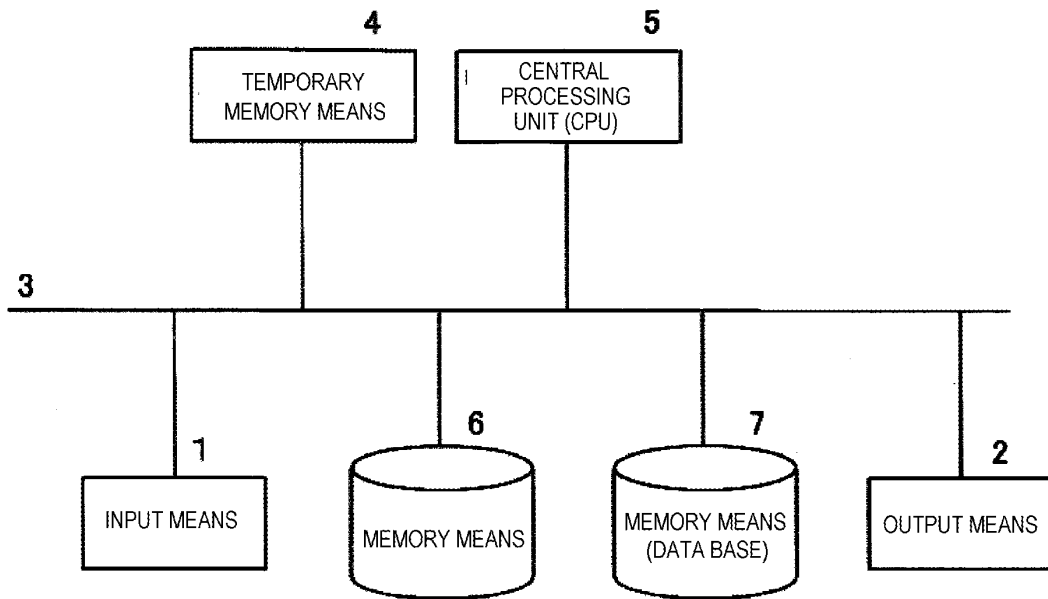 4
5
TEMPORARY
MEMORY MEANS
CENTRAL
PROCESSING
UNIT (CPU)
3
1
6
7
2
INPUT MEANS
MEMORY MEANS
MEMORY MEANS
(DATA BASE)
OUTPUT MEANS